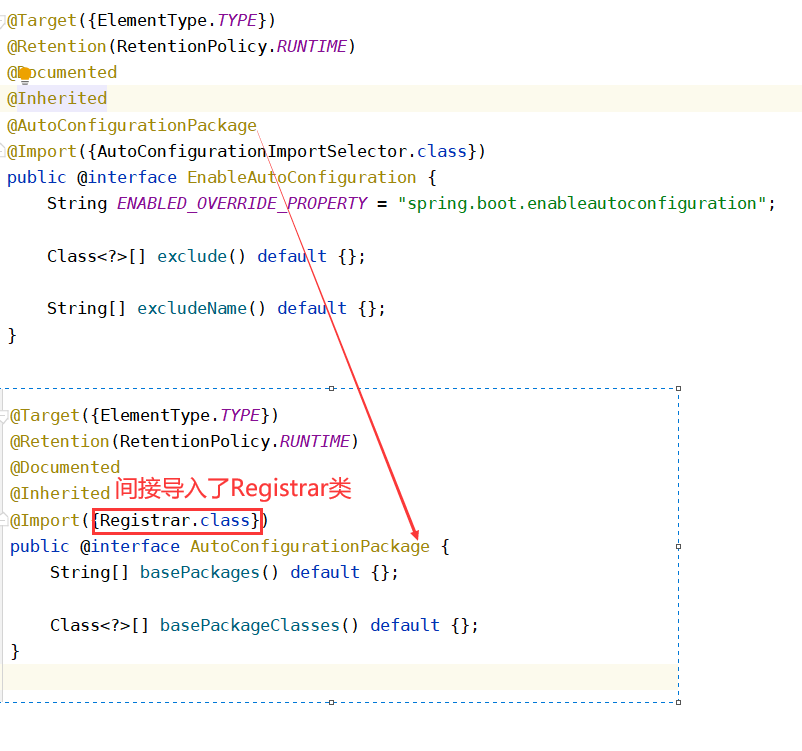 @Target({ElementType.TYPE})
@Retention(RetentionPolicy.RUNTIME)
@Documented
@Inherited
@AutoConfigurationPackage
@Import({AutoConfigurationImportSelector.class})
public @interface EnableAutoConfiguration {
    String ENABLED_OVERRIDE_PROPERTY = "spring.boot.enableautoconfiguration";
    Class<?>[] exclude() default {};
    String[] excludeName() default {};
}
@Target({ElementType.TYPE})
@Retention(RetentionPolicy.RUNTIME)
@Documented
@Inherited 间接导入了Registrar类
@Import({Registrar.class})
public @interface AutoConfigurationPackage {
    String[] basePackages() default {};
    Class<?>[] basePackageClasses() default {};
}